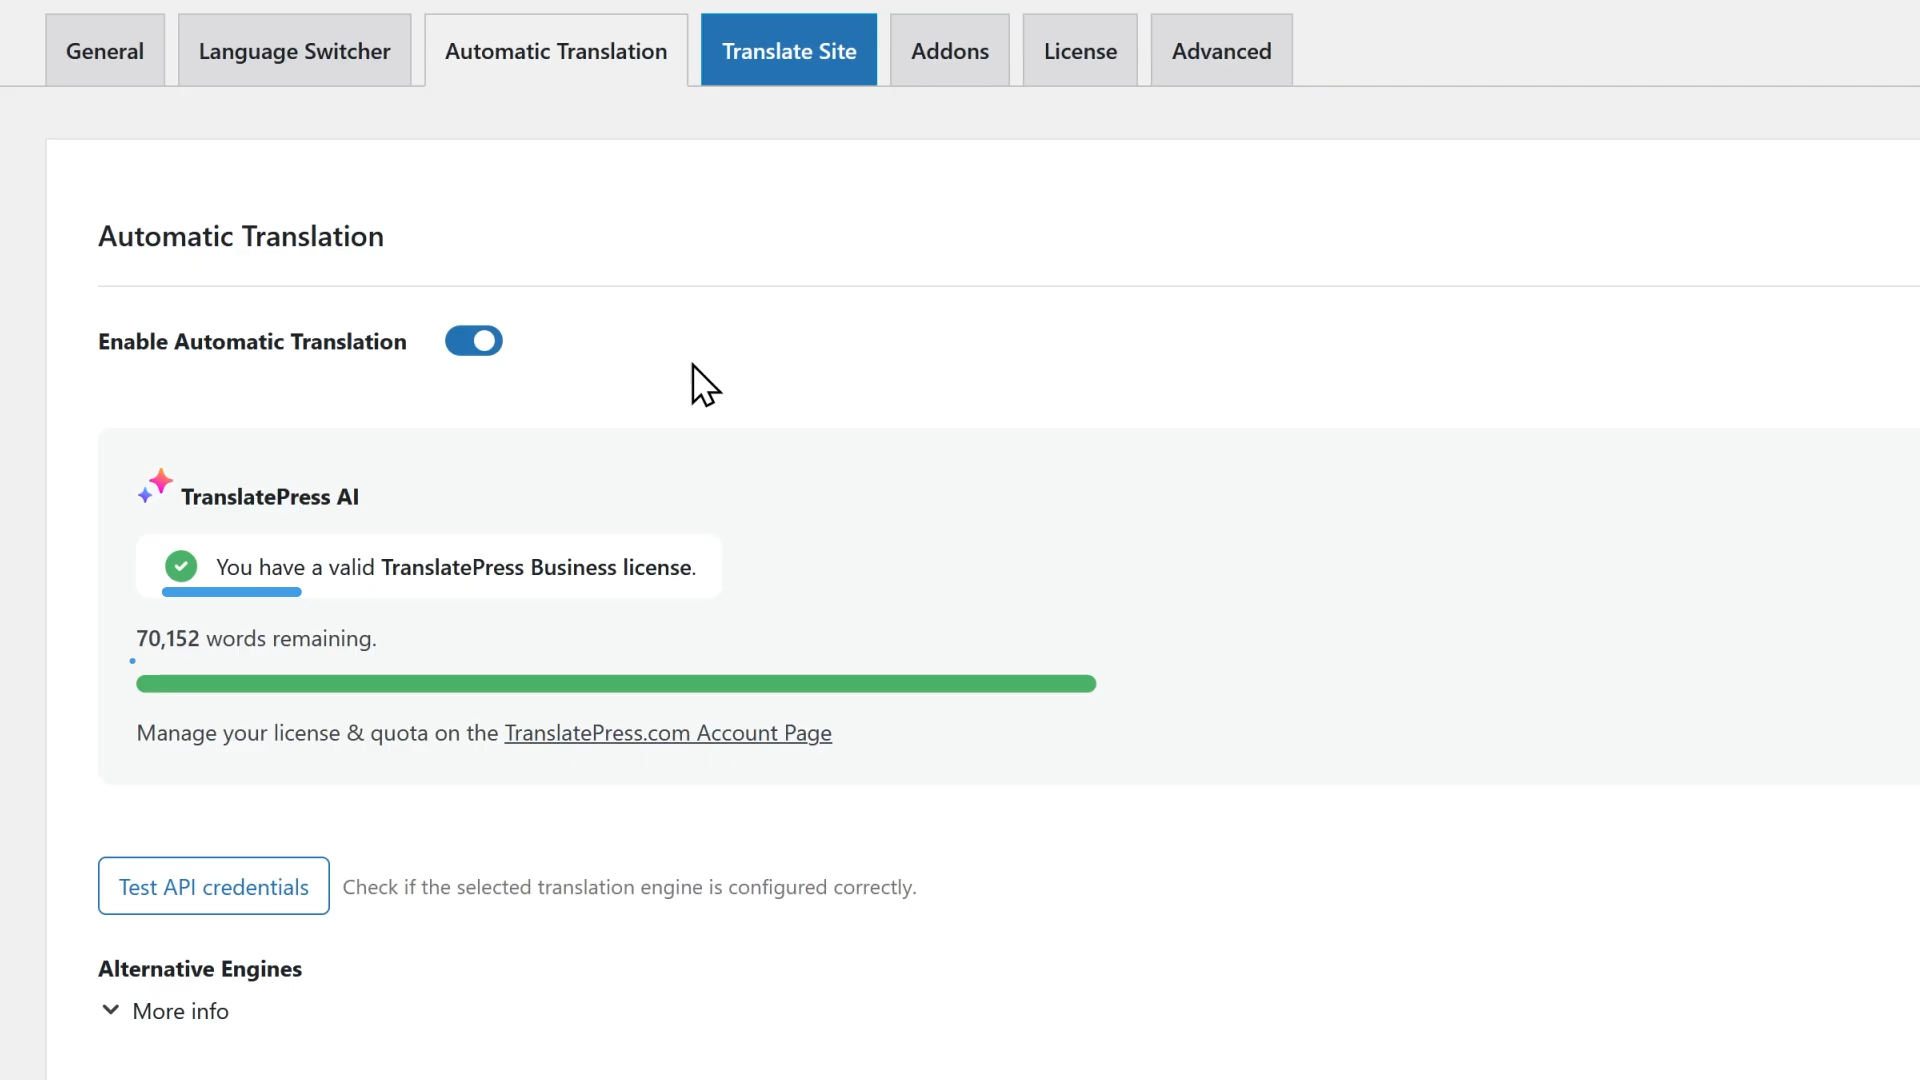 General
Language Switcher
Automatic Translation
Translate Site
Addons
License
Advanced
Automatic Translation
Enable Automatic Translation
TranslatePress AI
You have a valid TranslatePress Business license.
70,152 words remaining.
Manage your license & quota on the TranslatePress.com Account Page
Test API credentials
Check if the selected translation engine is configured correctly.
Alternative Engines
More info